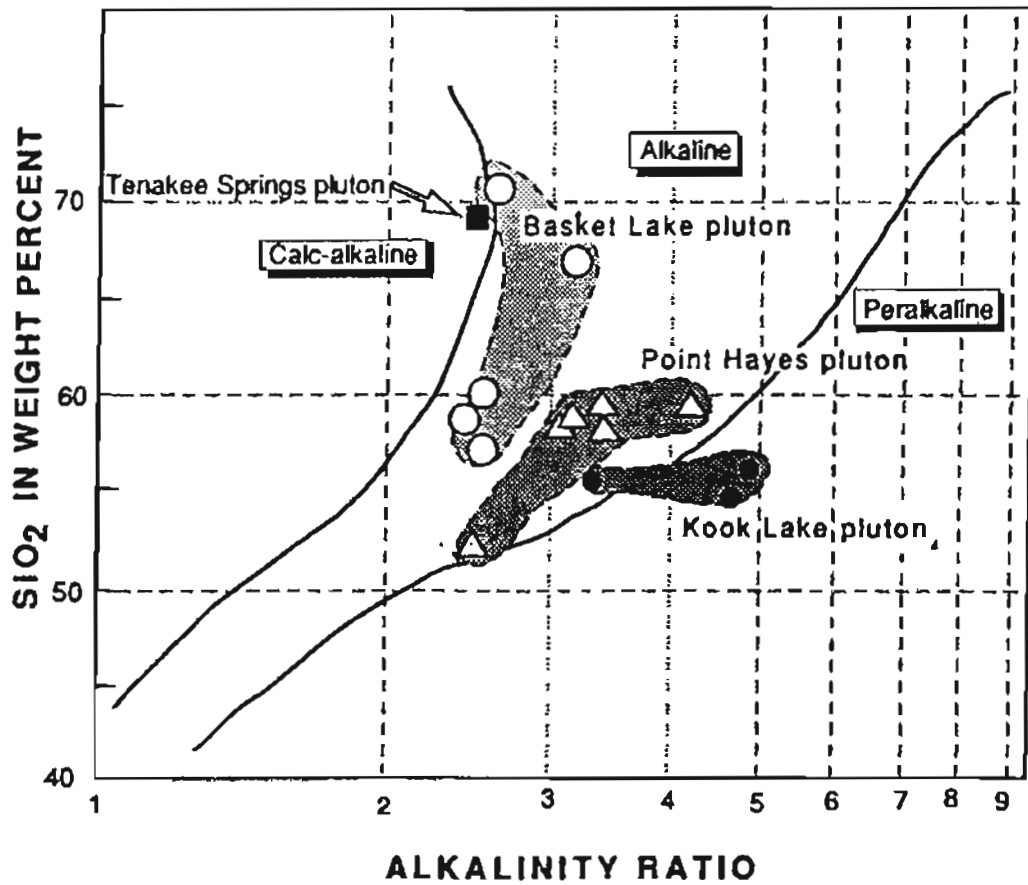 Alkaline
Tenakee Springs pluton
70
Basket Lake pluton
Calc-alkaline
Peralkaline
Point Hayes pluton
60
Kook Lake pluton
50
40
1 2 3 4 5 6 7 8 9
SIO₂ IN WEIGHT PERCENT
ALKALINITY RATIO